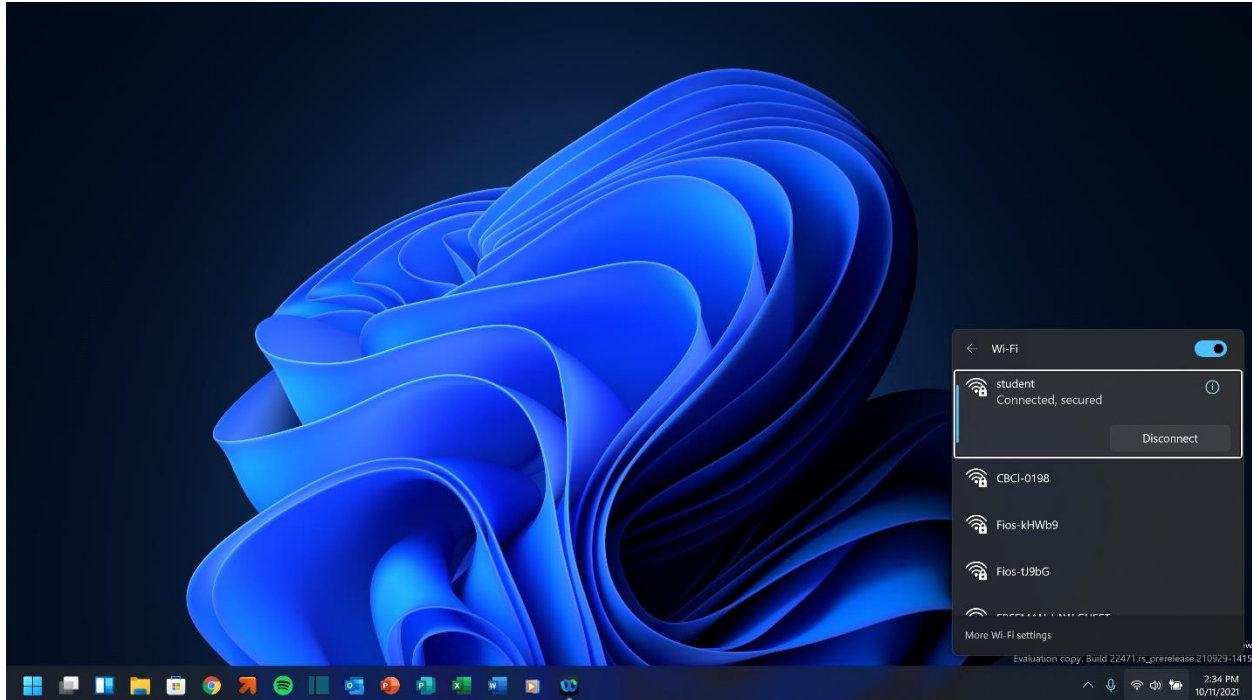 Wi-Fi
student
Connected, secured
Disconnect
CBCI-0198
Fios-kHWb9
Fios-tJ9bG
More Wi-Fi settings
Evaluation copy. Build 22471.rs_prerelease.210929-1415
2:34 PM
10/11/2021